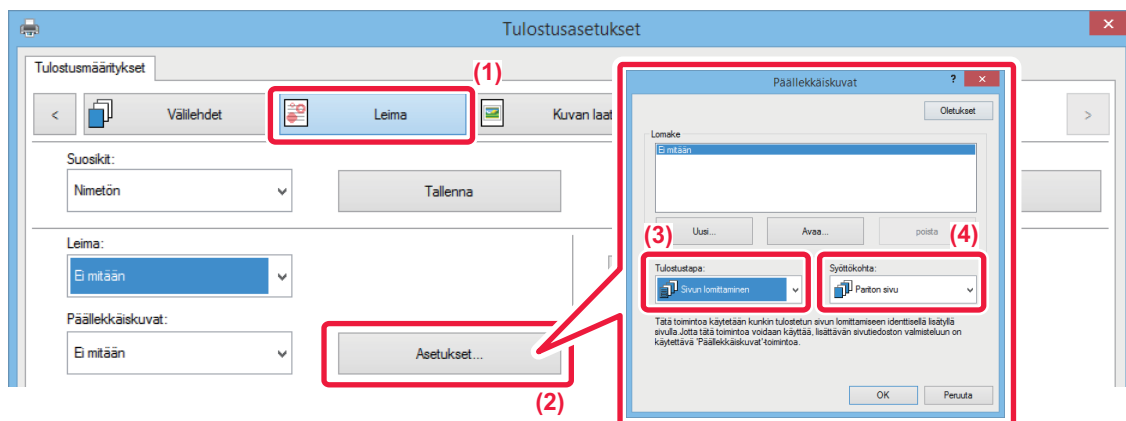 Tulostusasetukset
Tulostusmääritykset
(1)
<
Välilehdet
Leima
Kuvan laat
>
Suosikit:
Nimetön
Tallenna
Leima:
Ei mitään
Päällekkäiskuvat:
Ei mitään
Asetukset...
(2)
Päällekkäiskuvat
?
Oletukset
Lomake
Ei mitään
Uusi...
Avaa...
poista
(3)
(4)
Tulostustapa:
Sivun lomittaminen
Syöttökohta:
Pariton sivu
Tätä toimintoa käytetään kunkin tulostetun sivun lomittamiseen identtisellä lisätyllä
sivulla.Jotta tätä toimintoa voidaan käyttää, lisättävän sivutiedoston valmisteluun on
käytettävä 'Päällekkäiskuvat'-toimintoa.
OK
Peruuta